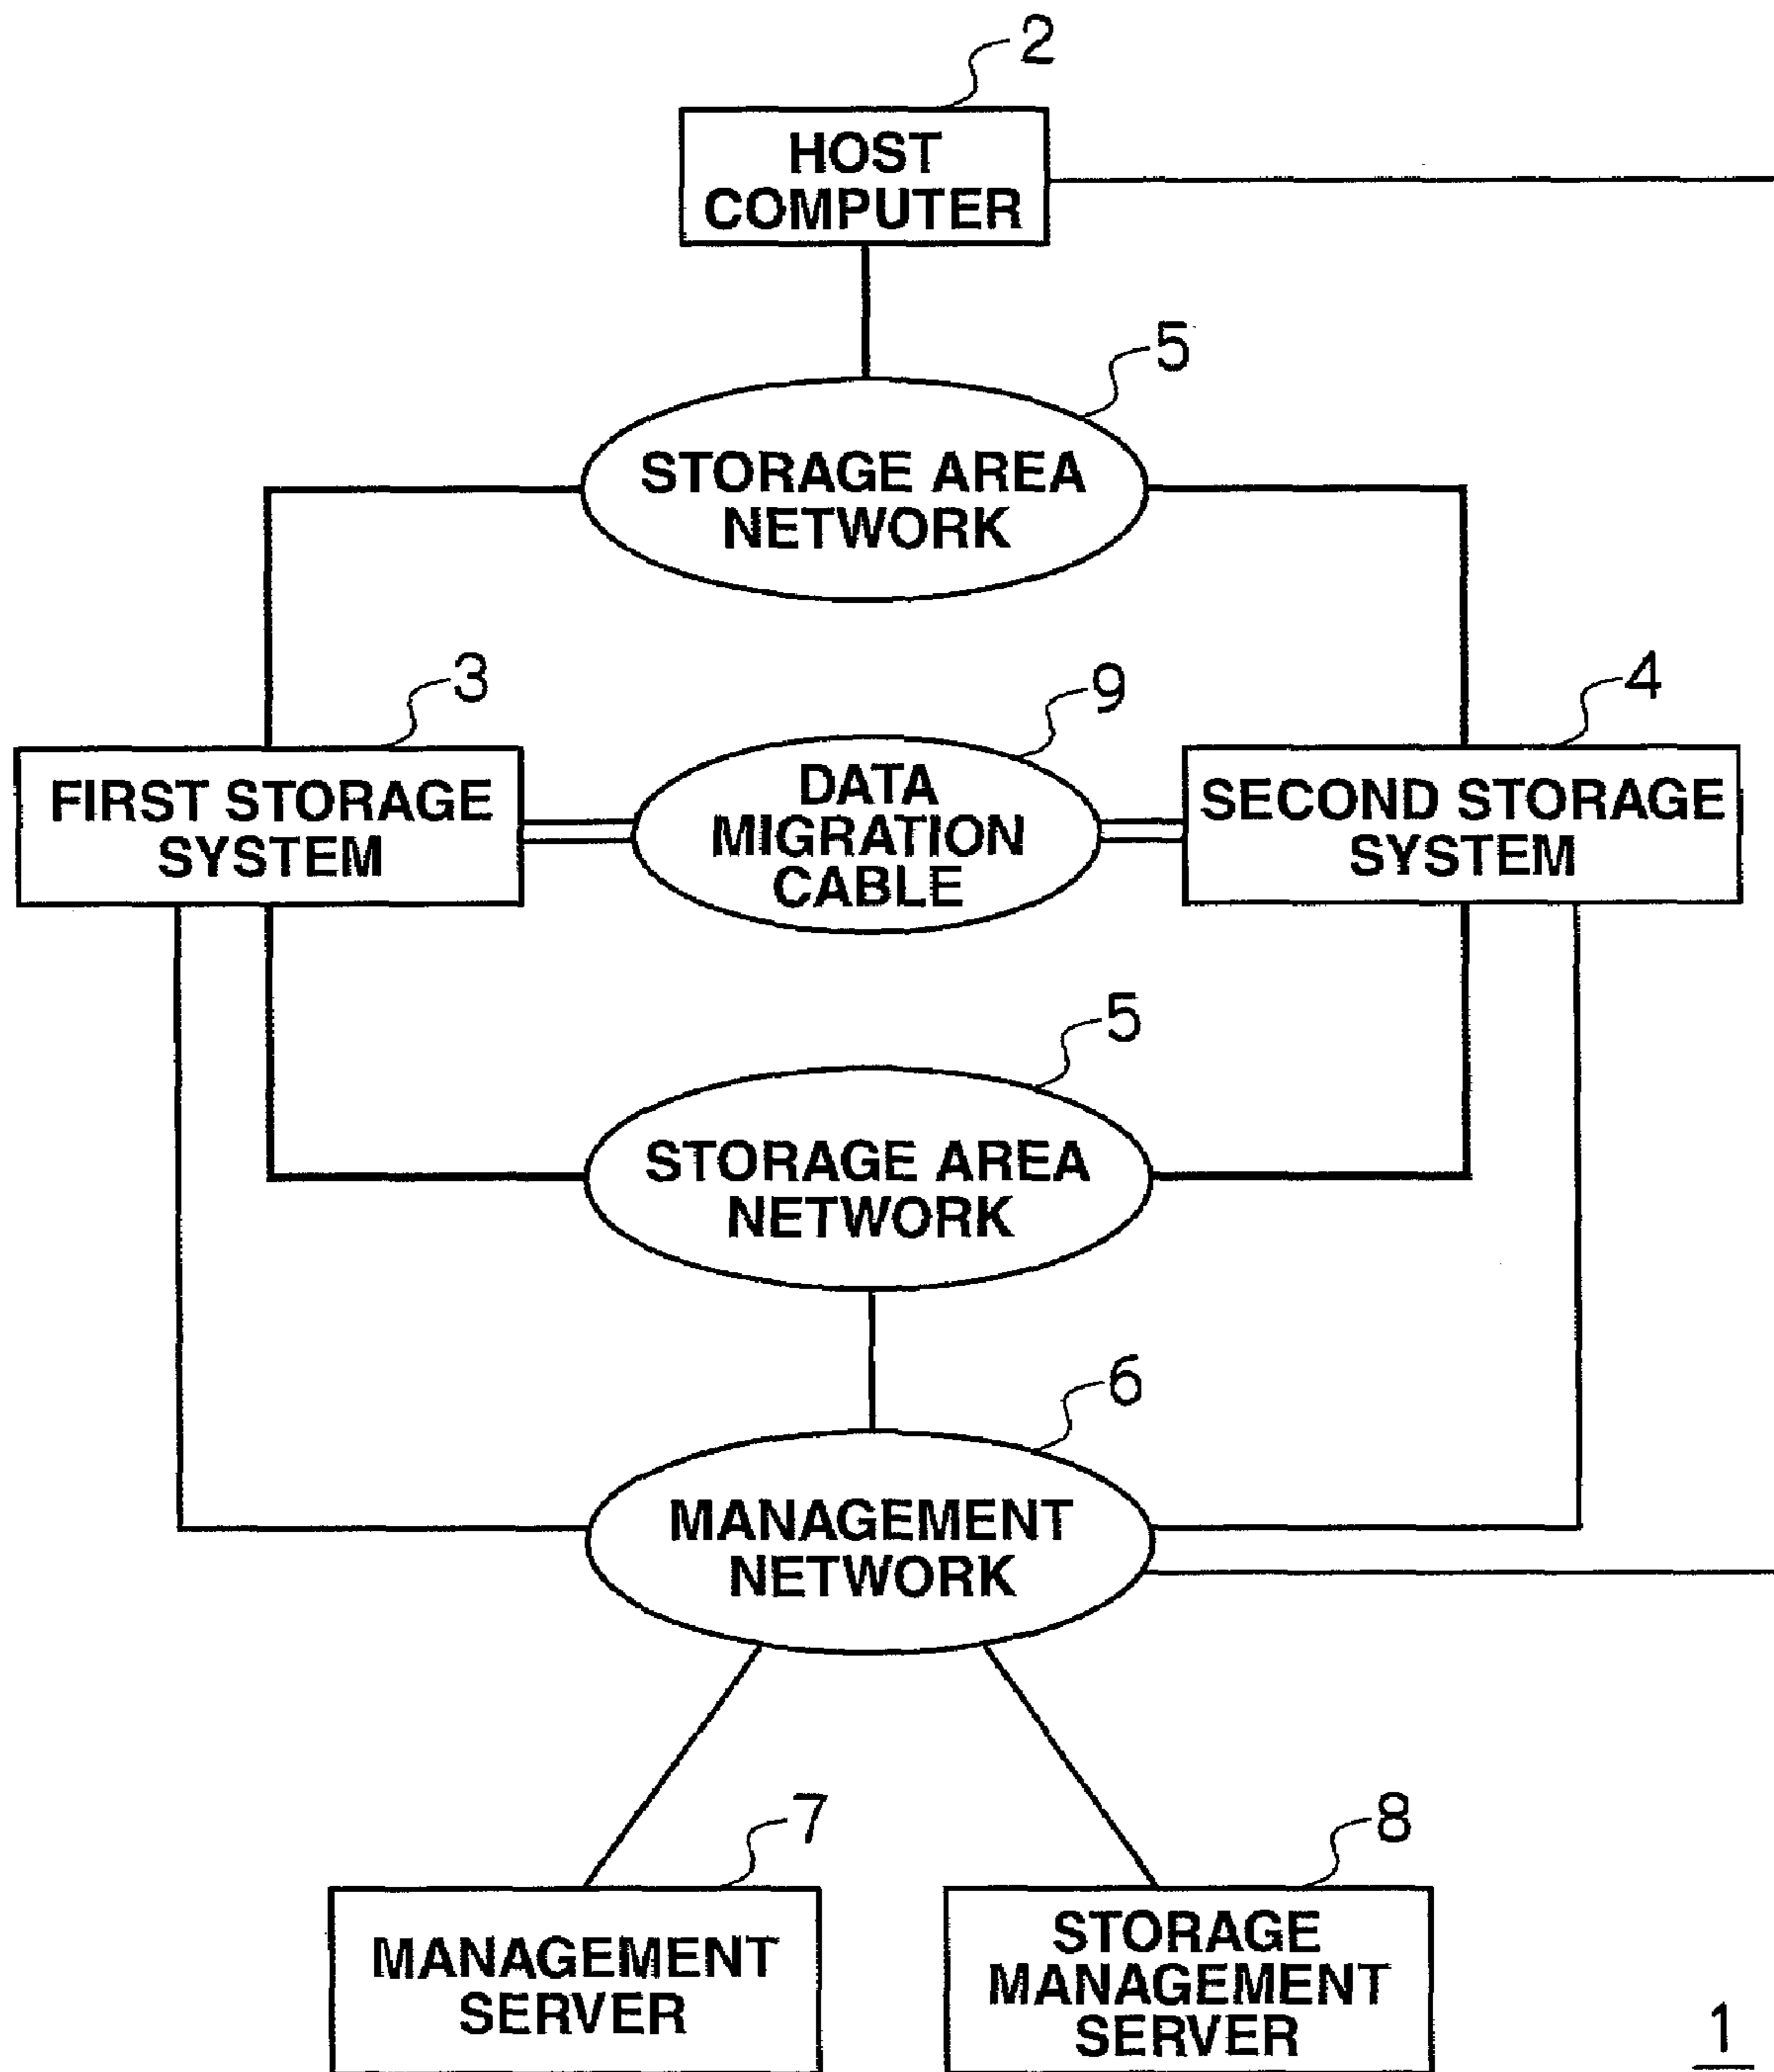 2
HOST
COMPUTER
5
STORAGE AREA
NETWORK
3
9
4
FIRST STORAGE
SYSTEM
DATA
MIGRATION
CABLE
SECOND STORAGE
SYSTEM
5
STORAGE AREA
NETWORK
6
MANAGEMENT
NETWORK
7
8
MANAGEMENT
SERVER
STORAGE
MANAGEMENT
SERVER
1